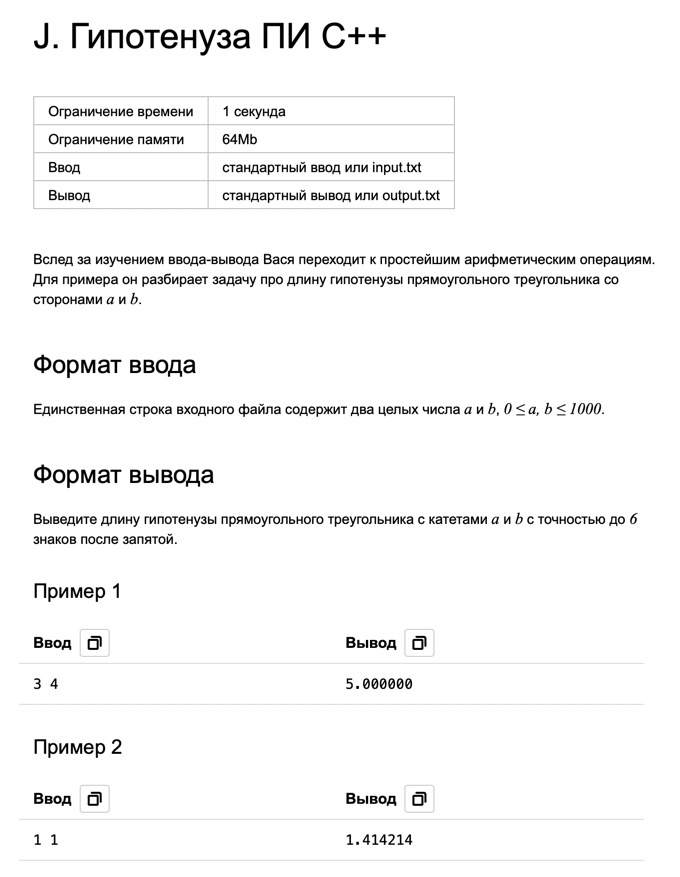 J. Гипотенуза ПИ C++
Ограничение времени 1 секунда
Ограничение памяти 64Mb
Ввод стандартный ввод или input.txt
Вывод стандартный вывод или output.txt
Вслед за изучением ввода-вывода Вася переходит к простейшим арифметическим операциям.
Для примера он разбирает задачу про длину гипотенузы прямоугольного треугольника со
сторонами a и b.
Формат ввода
Единственная строка входного файла содержит два целых числа a и b, 0 ≤ a, b ≤ 1000.
Формат вывода
Выведите длину гипотенузы прямоугольного треугольника с катетами a и b с точностью до 6
знаков после запятой.
Пример 1
Ввод Вывод
3 4 5.000000
Пример 2
Ввод Вывод
1 1 1.414214